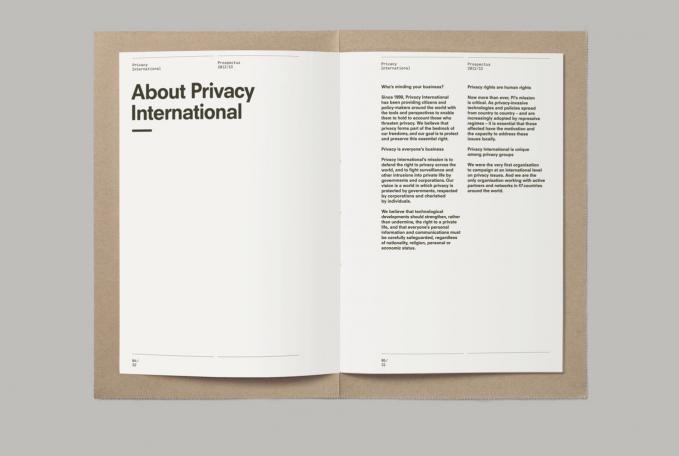 Privacy
International
Prospectus
2012/13
About Privacy
International
04/
32
Privacy
International
Prospectus
2012/13
Who's minding your business?
Since 1990, Privacy International
has been providing citizens and
policy-makers around the world with
the tools and perspectives to enable
them to hold to account those who
threaten privacy. We believe that
privacy forms part of the bedrock of
our freedoms, and our goal is to protect
and preserve this essential right.
Privacy is everyone's business
Privacy International's mission is to
defend the right to privacy across the
world, and to fight surveillance and
other intrusions into private life by
governments and corporations. Our
vision is a world in which privacy is
protected by governments, respected
by corporations and cherished
by individuals.
We believe that technological
developments should strengthen, rather
than undermine, the right to a private
life, and that everyone's personal
information and communications must
be carefully safeguarded, regardless
of nationality, religion, personal or
economic status.
Privacy rights are human rights
Now more than ever, PI's mission
is critical. As privacy-invasive
technologies and policies spread
from country to country – and are
increasingly adopted by repressive
regimes – it is essential that those
affected have the motivation and
the capacity to address these
issues locally.
Privacy International is unique
among privacy groups
We were the very first organisation
to campaign at an international level
on privacy issues. And we are the
only organisation working with active
partners and networks in 47 countries
around the world.
05/
32